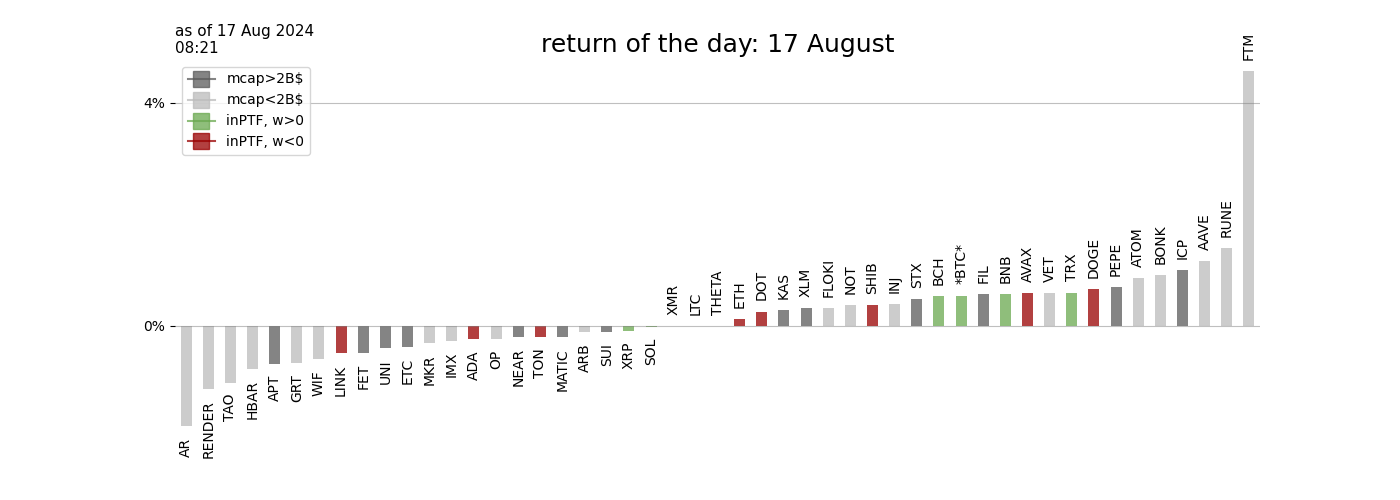 as of 17 Aug 2024
08:21
return of the day: 17 August
mcap>2B$
mcap<2B$
inPTF, w>0
inPTF, w<0
4%
0%
AR
RENDER
TAO
HBAR
APT
GRT
WIF
LINK
FET
UNI
ETC
MKR
IMX
ADA
OP
NEAR
TON
MATIC
ARB
SUI
XRP
SOL
XMR
LTC
THETA
ETH
DOT
KAS
XLM
FLOKI
NOT
SHIB
INJ
STX
BCH
*BTC*
FIL
BNB
AVAX
VET
TRX
DOGE
PEPE
ATOM
BONK
ICP
AAVE
RUNE
FTM